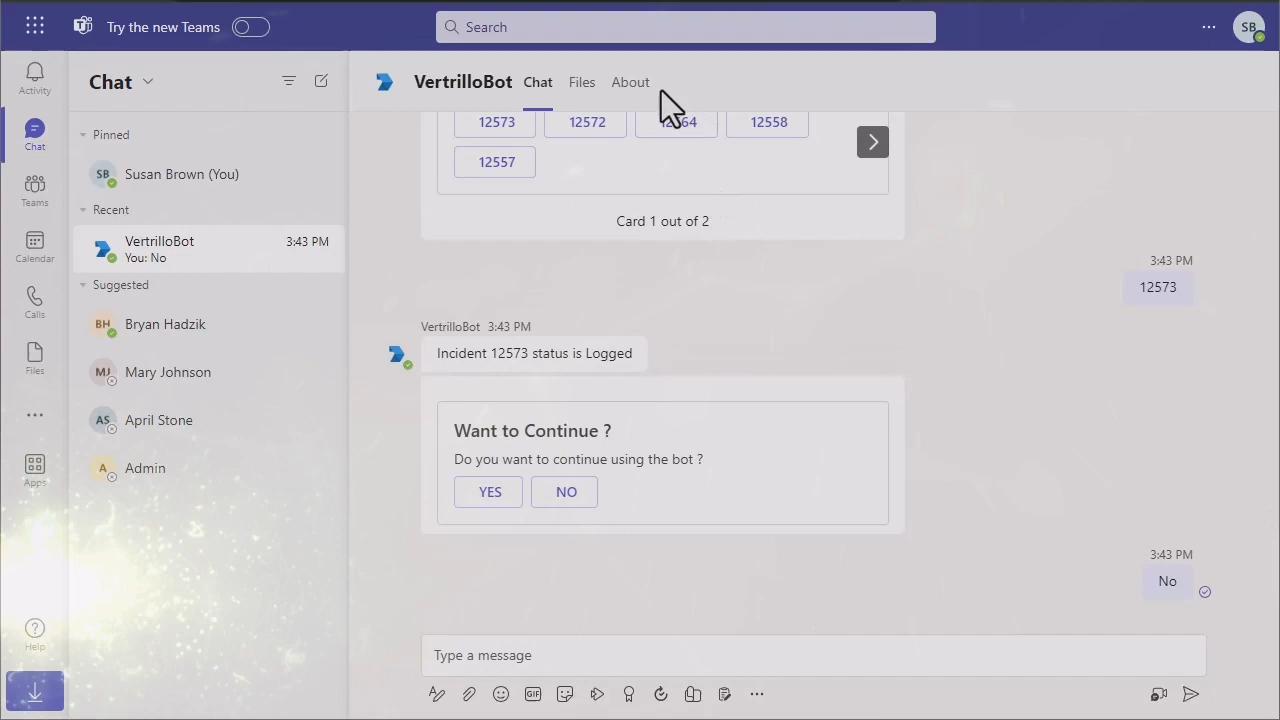 Try the new Teams
Search
SB
Activity
Chat
Teams
Calendar
Calls
Files
Apps
Help
Chat
Pinned
SB
Susan Brown (You)
Recent
VertrilloBot 3:43 PM
You: No
Suggested
BH
Bryan Hadzik
MJ
Mary Johnson
AS
April Stone
A
Admin
VertrilloBot Chat Files About
12573 12572 12558
12557
Card 1 out of 2
3:43 PM
12573
VertrilloBot 3:43 PM
Incident 12573 status is Logged
Want to Continue ?
Do you want to continue using the bot ?
YES NO
3:43 PM
No
Type a message
GIF